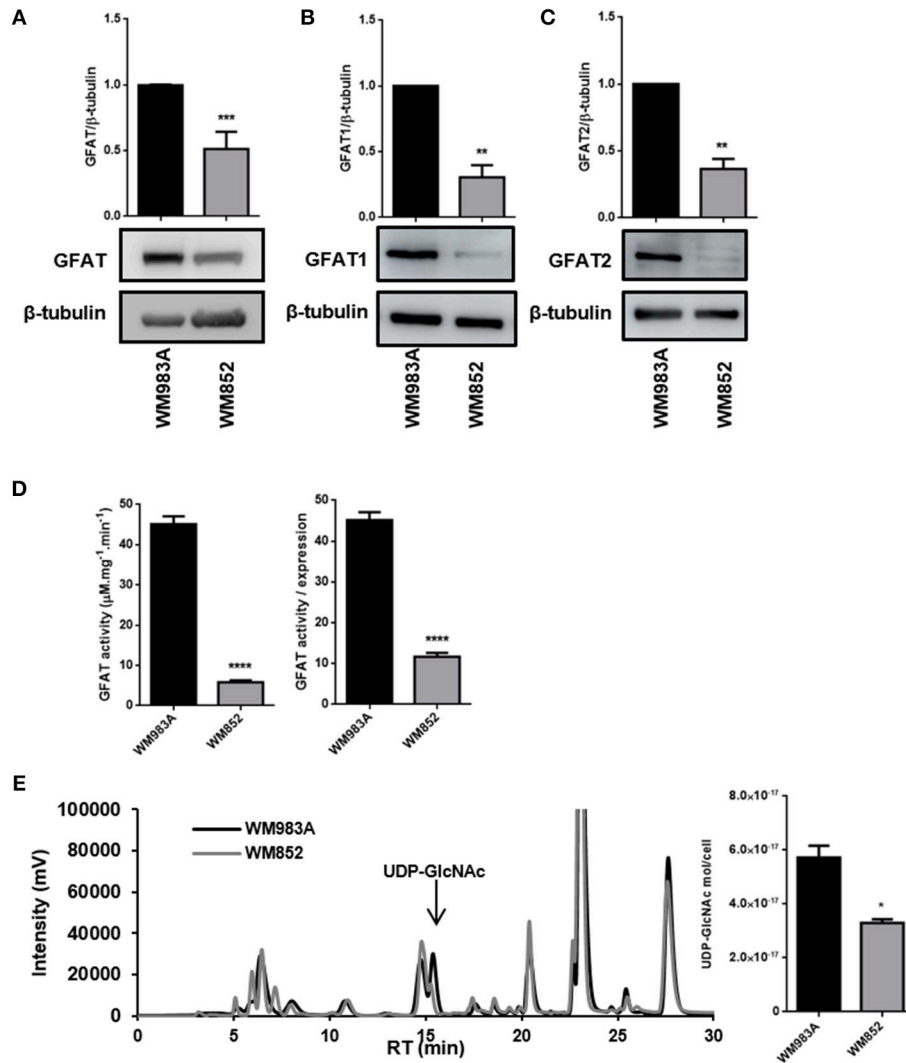 A
B
C
GFAT/β-tubulin
1.5
1.0
0.5
0.0
***
GFAT1/β-tubulin
1.5
1.0
0.5
0.0
**
GFAT2/β-tubulin
1.5
1.0
0.5
0.0
**
GFAT
β-tubulin
WM983A
WM852
GFAT1
β-tubulin
WM983A
WM852
GFAT2
β-tubulin
WM983A
WM852
D
GFAT activity (µM.mg⁻¹.min⁻¹)
50
40
30
20
10
0
****
WM983A
WM852
GFAT activity / expression
50
40
30
20
10
0
****
WM983A
WM852
E
Intensity (mV)
100000
80000
60000
40000
20000
0
WM983A
WM852
UDP-GlcNAc
0 5 10 15 20 25 30
RT (min)
UDP-GlcNAc mol/cell
8.0×10⁻¹⁷
6.0×10⁻¹⁷
4.0×10⁻¹⁷
2.0×10⁻¹⁷
0
*
WM983A
WM852